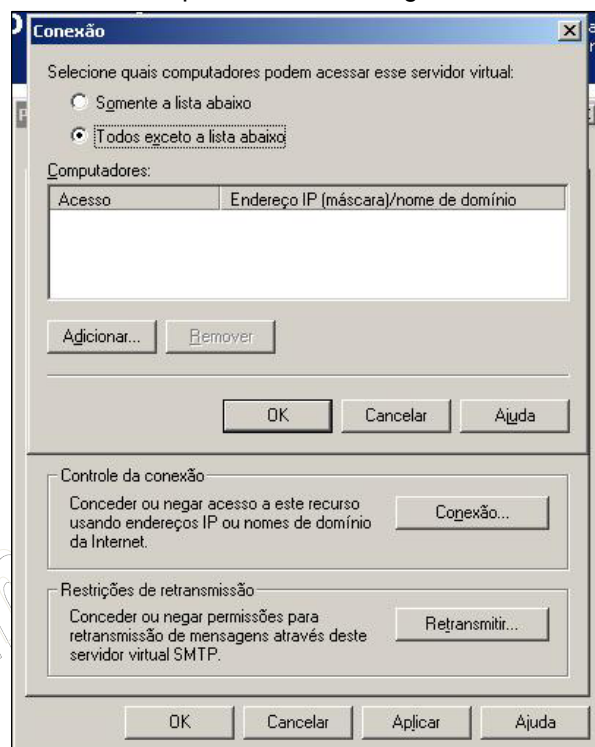 Conexão
Selecione quais computadores podem acessar esse servidor virtual:
Somente a lista abaixo
Todos exceto a lista abaixo
Computadores:
Acesso Endereço IP (máscara)/nome de domínio
Adicionar... Remover
OK Cancelar Ajuda
Controle da conexão
Conceder ou negar acesso a este recurso
usando endereços IP ou nomes de domínio
da Internet.
Conexão...
Restrições de retransmissão
Conceder ou negar permissões para
retransmissão de mensagens através deste
servidor virtual SMTP.
Retransmitir...
OK Cancelar Aplicar Ajuda